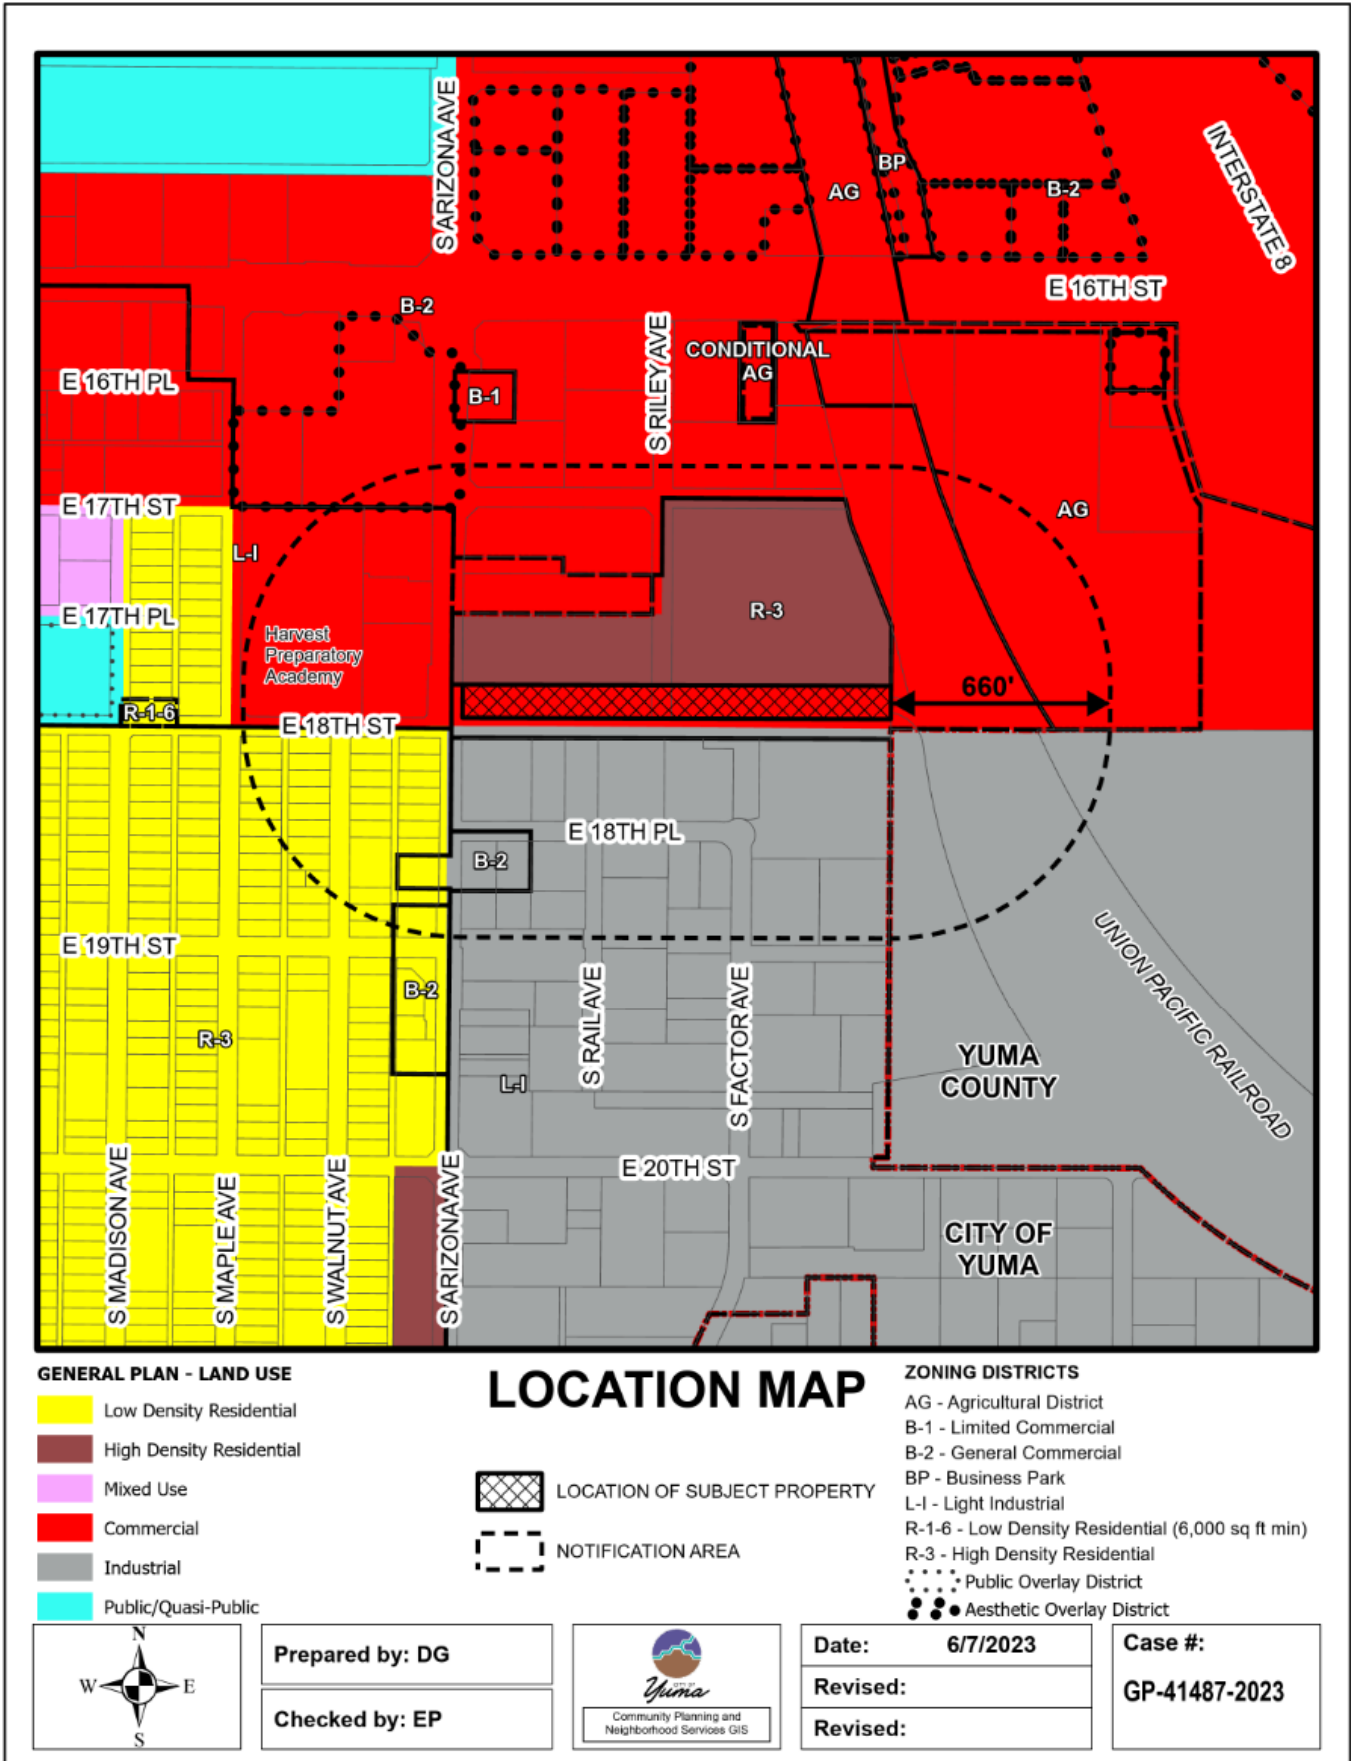 S ARIZONA AVE
BP
AG
B-2
INTERSTATE 8
E 16TH ST
B-2
S RILEY AVE
CONDITIONAL
AG
E 16TH PL
B-1
E 17TH ST
AG
L-I
E 17TH PL
R-3
Harvest
Preparatory
Academy
660'
R-1-6
E 18TH ST
E 18TH PL
B-2
E 19TH ST
UNION PACIFIC RAILROAD
B-2
S RAIL AVE
S FACTOR AVE
R-3
YUMA
COUNTY
L-I
E 20TH ST
S MADISON AVE
S MAPLE AVE
S WALNUT AVE
S ARIZONA AVE
CITY OF
YUMA
GENERAL PLAN - LAND USE
Low Density Residential
High Density Residential
Mixed Use
Commercial
Industrial
Public/Quasi-Public
LOCATION MAP
LOCATION OF SUBJECT PROPERTY
NOTIFICATION AREA
ZONING DISTRICTS
AG - Agricultural District
B-1 - Limited Commercial
B-2 - General Commercial
BP - Business Park
L-I - Light Industrial
R-1-6 - Low Density Residential (6,000 sq ft min)
R-3 - High Density Residential
Public Overlay District
Aesthetic Overlay District
N
W E
S
Prepared by: DG
Checked by: EP
CITY OF
Yuma
Community Planning and
Neighborhood Services GIS
Date: 6/7/2023
Revised:
Revised:
Case #:
GP-41487-2023